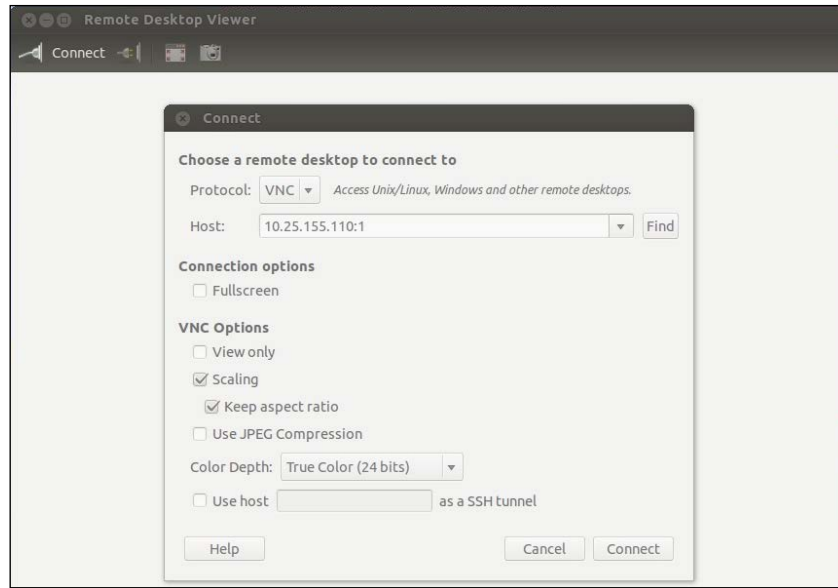 Remote Desktop Viewer
Connect
Connect
Choose a remote desktop to connect to
Protocol: VNC Access Unix/Linux, Windows and other remote desktops.
Host: 10.25.155.110:1 Find
Connection options
Fullscreen
VNC Options
View only
Scaling
Keep aspect ratio
Use JPEG Compression
Color Depth: True Color (24 bits)
Use host as a SSH tunnel
Help Cancel Connect